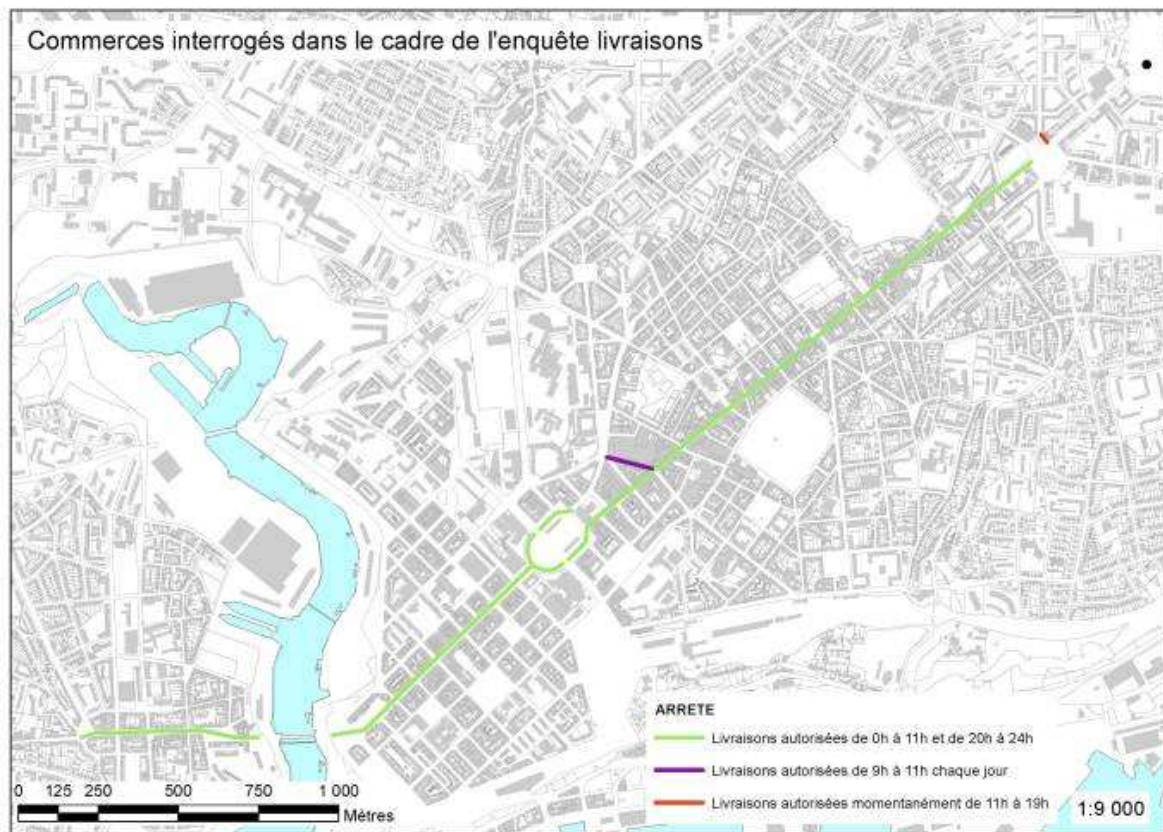 Commerces interrogés dans le cadre de l'enquête livraisons
ARRETE
Livraisons autorisées de 0h à 11h et de 20h à 24h
Livraisons autorisées de 9h à 11h chaque jour
Livraisons autorisées momentanément de 11h à 19h
0 125 250 500 750 1 000
Mètres
1:9 000